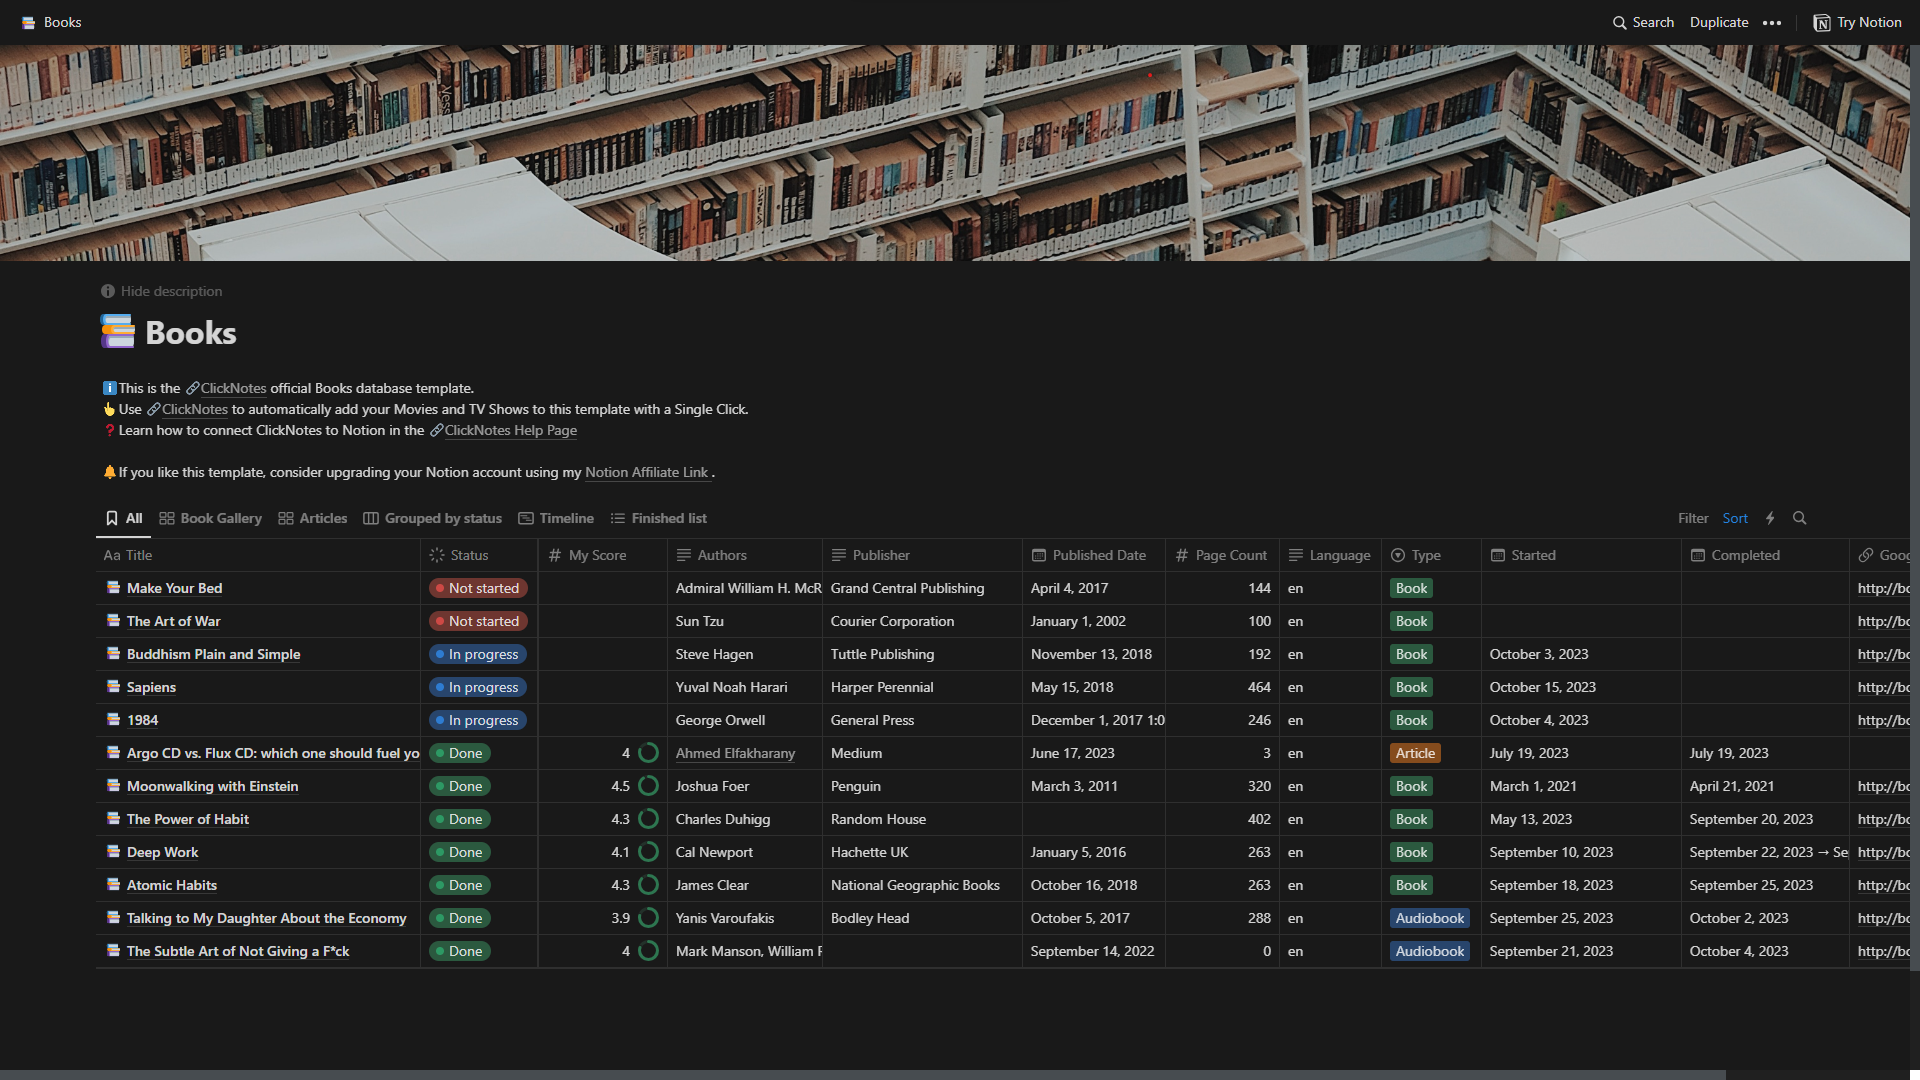 Books
Search Duplicate ••• Try Notion
Hide description
Books
This is the ClickNotes official Books database template.
Use ClickNotes to automatically add your Movies and TV Shows to this template with a Single Click.
Learn how to connect ClickNotes to Notion in the ClickNotes Help Page
If you like this template, consider upgrading your Notion account using my Notion Affiliate Link .
All Book Gallery Articles Grouped by status Timeline Finished list Filter Sort
Aa Title Status # My Score Authors Publisher Published Date # Page Count Language Type Started Completed Goog
Make Your Bed Not started Admiral William H. McR Grand Central Publishing April 4, 2017 144 en Book http://bo
The Art of War Not started Sun Tzu Courier Corporation January 1, 2002 100 en Book http://bo
Buddhism Plain and Simple In progress Steve Hagen Tuttle Publishing November 13, 2018 192 en Book October 3, 2023 http://bo
Sapiens In progress Yuval Noah Harari Harper Perennial May 15, 2018 464 en Book October 15, 2023 http://bo
1984 In progress George Orwell General Press December 1, 2017 1:0 246 en Book October 4, 2023 http://bo
Argo CD vs. Flux CD: which one should fuel yo Done 4 Ahmed Elfakharany Medium June 17, 2023 3 en Article July 19, 2023 July 19, 2023
Moonwalking with Einstein Done 4.5 Joshua Foer Penguin March 3, 2011 320 en Book March 1, 2021 April 21, 2021 http://bo
The Power of Habit Done 4.3 Charles Duhigg Random House 402 en Book May 13, 2023 September 20, 2023 http://bo
Deep Work Done 4.1 Cal Newport Hachette UK January 5, 2016 263 en Book September 10, 2023 September 22, 2023 → Se http://bo
Atomic Habits Done 4.3 James Clear National Geographic Books October 16, 2018 263 en Book September 18, 2023 September 25, 2023 http://bo
Talking to My Daughter About the Economy Done 3.9 Yanis Varoufakis Bodley Head October 5, 2017 288 en Audiobook September 25, 2023 October 2, 2023 http://bo
The Subtle Art of Not Giving a F*ck Done 4 Mark Manson, William September 14, 2022 0 en Audiobook September 21, 2023 October 4, 2023 http://bo